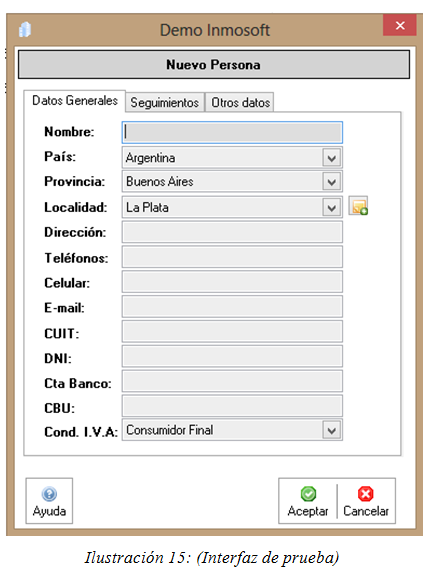 Demo Inmosoft
Nuevo Persona
Datos Generales Seguimientos Otros datos
Nombre:
País: Argentina
Provincia: Buenos Aires
Localidad: La Plata
Dirección:
Teléfonos:
Celular:
E-mail:
CUIT:
DNI:
Cta Banco:
CBU:
Cond. I.V.A: Consumidor Final
Ayuda Aceptar Cancelar
Ilustración 15: (Interfaz de prueba)